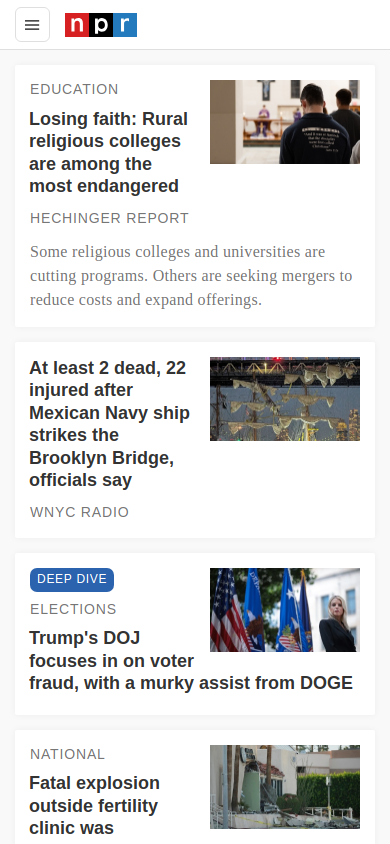 npr
EDUCATION
Losing faith: Rural
religious colleges
are among the
most endangered
HECHINGER REPORT
Some religious colleges and universities are
cutting programs. Others are seeking mergers to
reduce costs and expand offerings.
At least 2 dead, 22
injured after
Mexican Navy ship
strikes the
Brooklyn Bridge,
officials say
WNYC RADIO
DEEP DIVE
ELECTIONS
Trump's DOJ
focuses in on voter
fraud, with a murky assist from DOGE
NATIONAL
Fatal explosion
outside fertility
clinic was